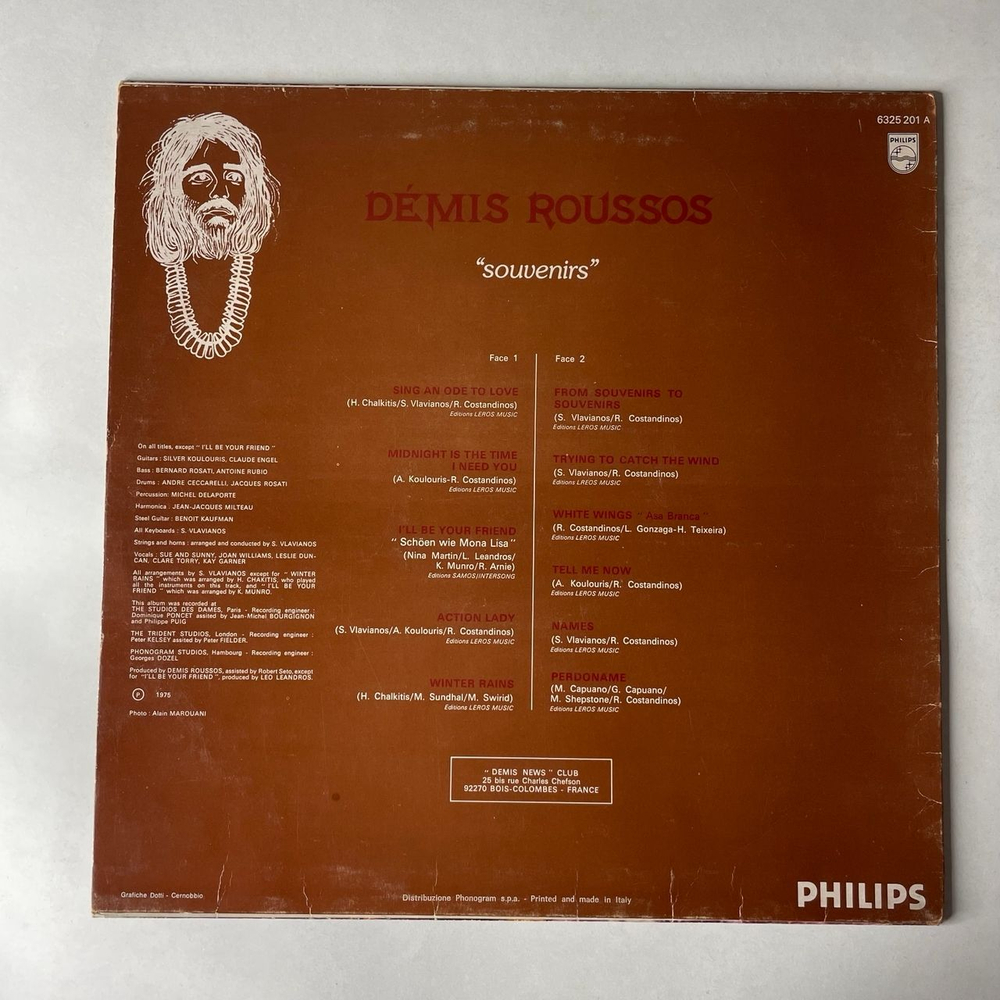 6325 201 A
PHILIPS
DÉMIS ROUSSOS
“souvenirs”
Face 1
SING AN ODE TO LOVE
(H. Chalkitis/S. Vlavianos/R. Costandinos)
Editions LEROS MUSIC
MIDNIGHT IS THE TIME
I NEED YOU
(A. Koulouris-R. Costandinos)
Editions LEROS MUSIC
I'LL BE YOUR FRIEND
" Schöen wie Mona Lisa "
(Nina Martin/L. Leandros/
K. Munro/R. Arnie)
Editions SAMOS/INTERSONG
ACTION LADY
(S. Vlavianos/A. Koulouris/R. Costandinos)
Editions LEROS MUSIC
WINTER RAINS
(H. Chalkitis/M. Sundhal/M. Swirid)
Editions LEROS MUSIC
Face 2
FROM SOUVENIRS TO
SOUVENIRS
(S. Vlavianos/R. Costandinos)
Editions LEROS MUSIC
TRYING TO CATCH THE WIND
(S. Vlavianos/R. Costandinos)
Editions LREOS MUSIC
WHITE WINGS " Asa Branca "
(R. Costandinos/L. Gonzaga-H. Teixeira)
Editions LEROS MUSIC
TELL ME NOW
(A. Koulouris/R. Costandinos)
Editions LEROS MUSIC
NAMES
(S. Vlavianos/R. Costandinos)
Editions LEROS MUSIC
PERDONAME
(M. Capuano/G. Capuano/
M. Shepstone/R. Costandinos)
Editions LEROS MUSIC
On all titles, except " I'LL BE YOUR FRIEND "
Guitars : SILVER KOULOURIS, CLAUDE ENGEL
Bass : BERNARD ROSATI, ANTOINE RUBIO
Drums : ANDRE CECCARELLI, JACQUES ROSATI
Percussion: MICHEL DELAPORTE
Harmonica : JEAN-JACQUES MILTEAU
Steel Guitar : BENOIT KAUFMAN
All Keyboards : S. VLAVIANOS
Strings and horns : arranged and conducted by S. VLAVIANOS
Vocals : SUE AND SUNNY, JOAN WILLIAMS, LESLIE DUN-
CAN, CLARE TORRY, KAY GARNER
All arrangements by S. VLAVIANOS except for " WINTER
RAINS " which was arranged by H. CHAKITIS, who played
all the instruments on this track, and " I'LL BE YOUR
FRIEND " which was arranged by K. MUNRO.
This album was recorded at
THE STUDIOS DES DAMES, Paris - Recording engineer :
Dominique PONCET assited by Jean-Michel BOURGIGNON
and Philippe PUIG
THE TRIDENT STUDIOS, London - Recording engineer :
Peter KELSEY assited by Peter FIELDER.
PHONOGRAM STUDIOS, Hambourg - Recording engineer :
Georges DOZEL
Produced by DEMIS ROUSSOS, assisted by Robert Seto, except
for "I'LL BE YOUR FRIEND", produced by LEO LEANDROS.
Ⓟ 1975
Photo : Alain MAROUANI
" DEMIS NEWS " CLUB
25 bis rue Charles Chefson
92270 BOIS-COLOMBES - FRANCE
Grafiche Dotti - Cernobbio
Distribuzione Phonogram s.p.a. - Printed and made in Italy
PHILIPS